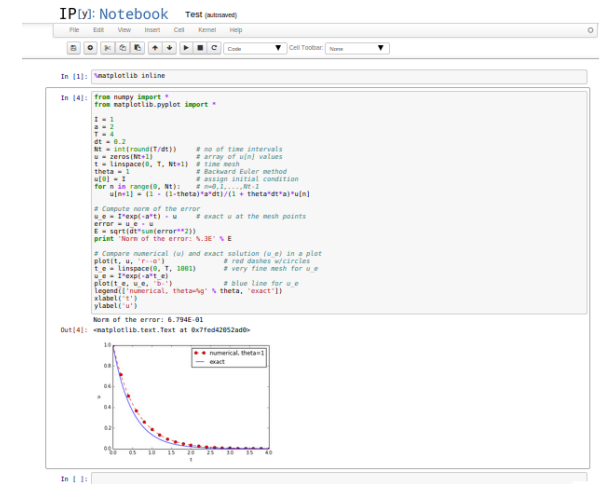 IP[y]: Notebook Test (autosaved)
File Edit View Insert Cell Kernel Help
Code Cell Toolbar: None
In [1]: %matplotlib inline
In [4]: from numpy import *
from matplotlib.pyplot import *
I = 1
a = 2
T = 4
dt = 0.2
Nt = int(round(T/dt)) # no of time intervals
u = zeros(Nt+1) # array of u[n] values
t = linspace(0, T, Nt+1) # time mesh
theta = 1 # Backward Euler method
u[0] = I # assign initial condition
for n in range(0, Nt): # n=0,1,...,Nt-1
u[n+1] = (1 - (1-theta)*a*dt)/(1 + theta*dt*a)*u[n]
# Compute norm of the error
u_e = I*exp(-a*t) - u # exact u at the mesh points
error = u_e - u
E = sqrt(dt*sum(error**2))
print 'Norm of the error: %.3E' % E
# Compare numerical (u) and exact solution (u_e) in a plot
plot(t, u, 'r--o') # red dashes w/circles
t_e = linspace(0, T, 1001) # very fine mesh for u_e
u_e = I*exp(-a*t_e)
plot(t_e, u_e, 'b-') # blue line for u_e
legend(['numerical, theta=%g' % theta, 'exact'])
xlabel('t')
ylabel('u')
Norm of the error: 6.794E-01
Out[4]: <matplotlib.text.Text at 0x7fed42052ad0>
1.0
numerical, theta=1
exact
0.8
0.6
u
0.4
0.2
0.0
0.0 0.5 1.0 1.5 2.0 2.5 3.0 3.5 4.0
t
In [ ]: